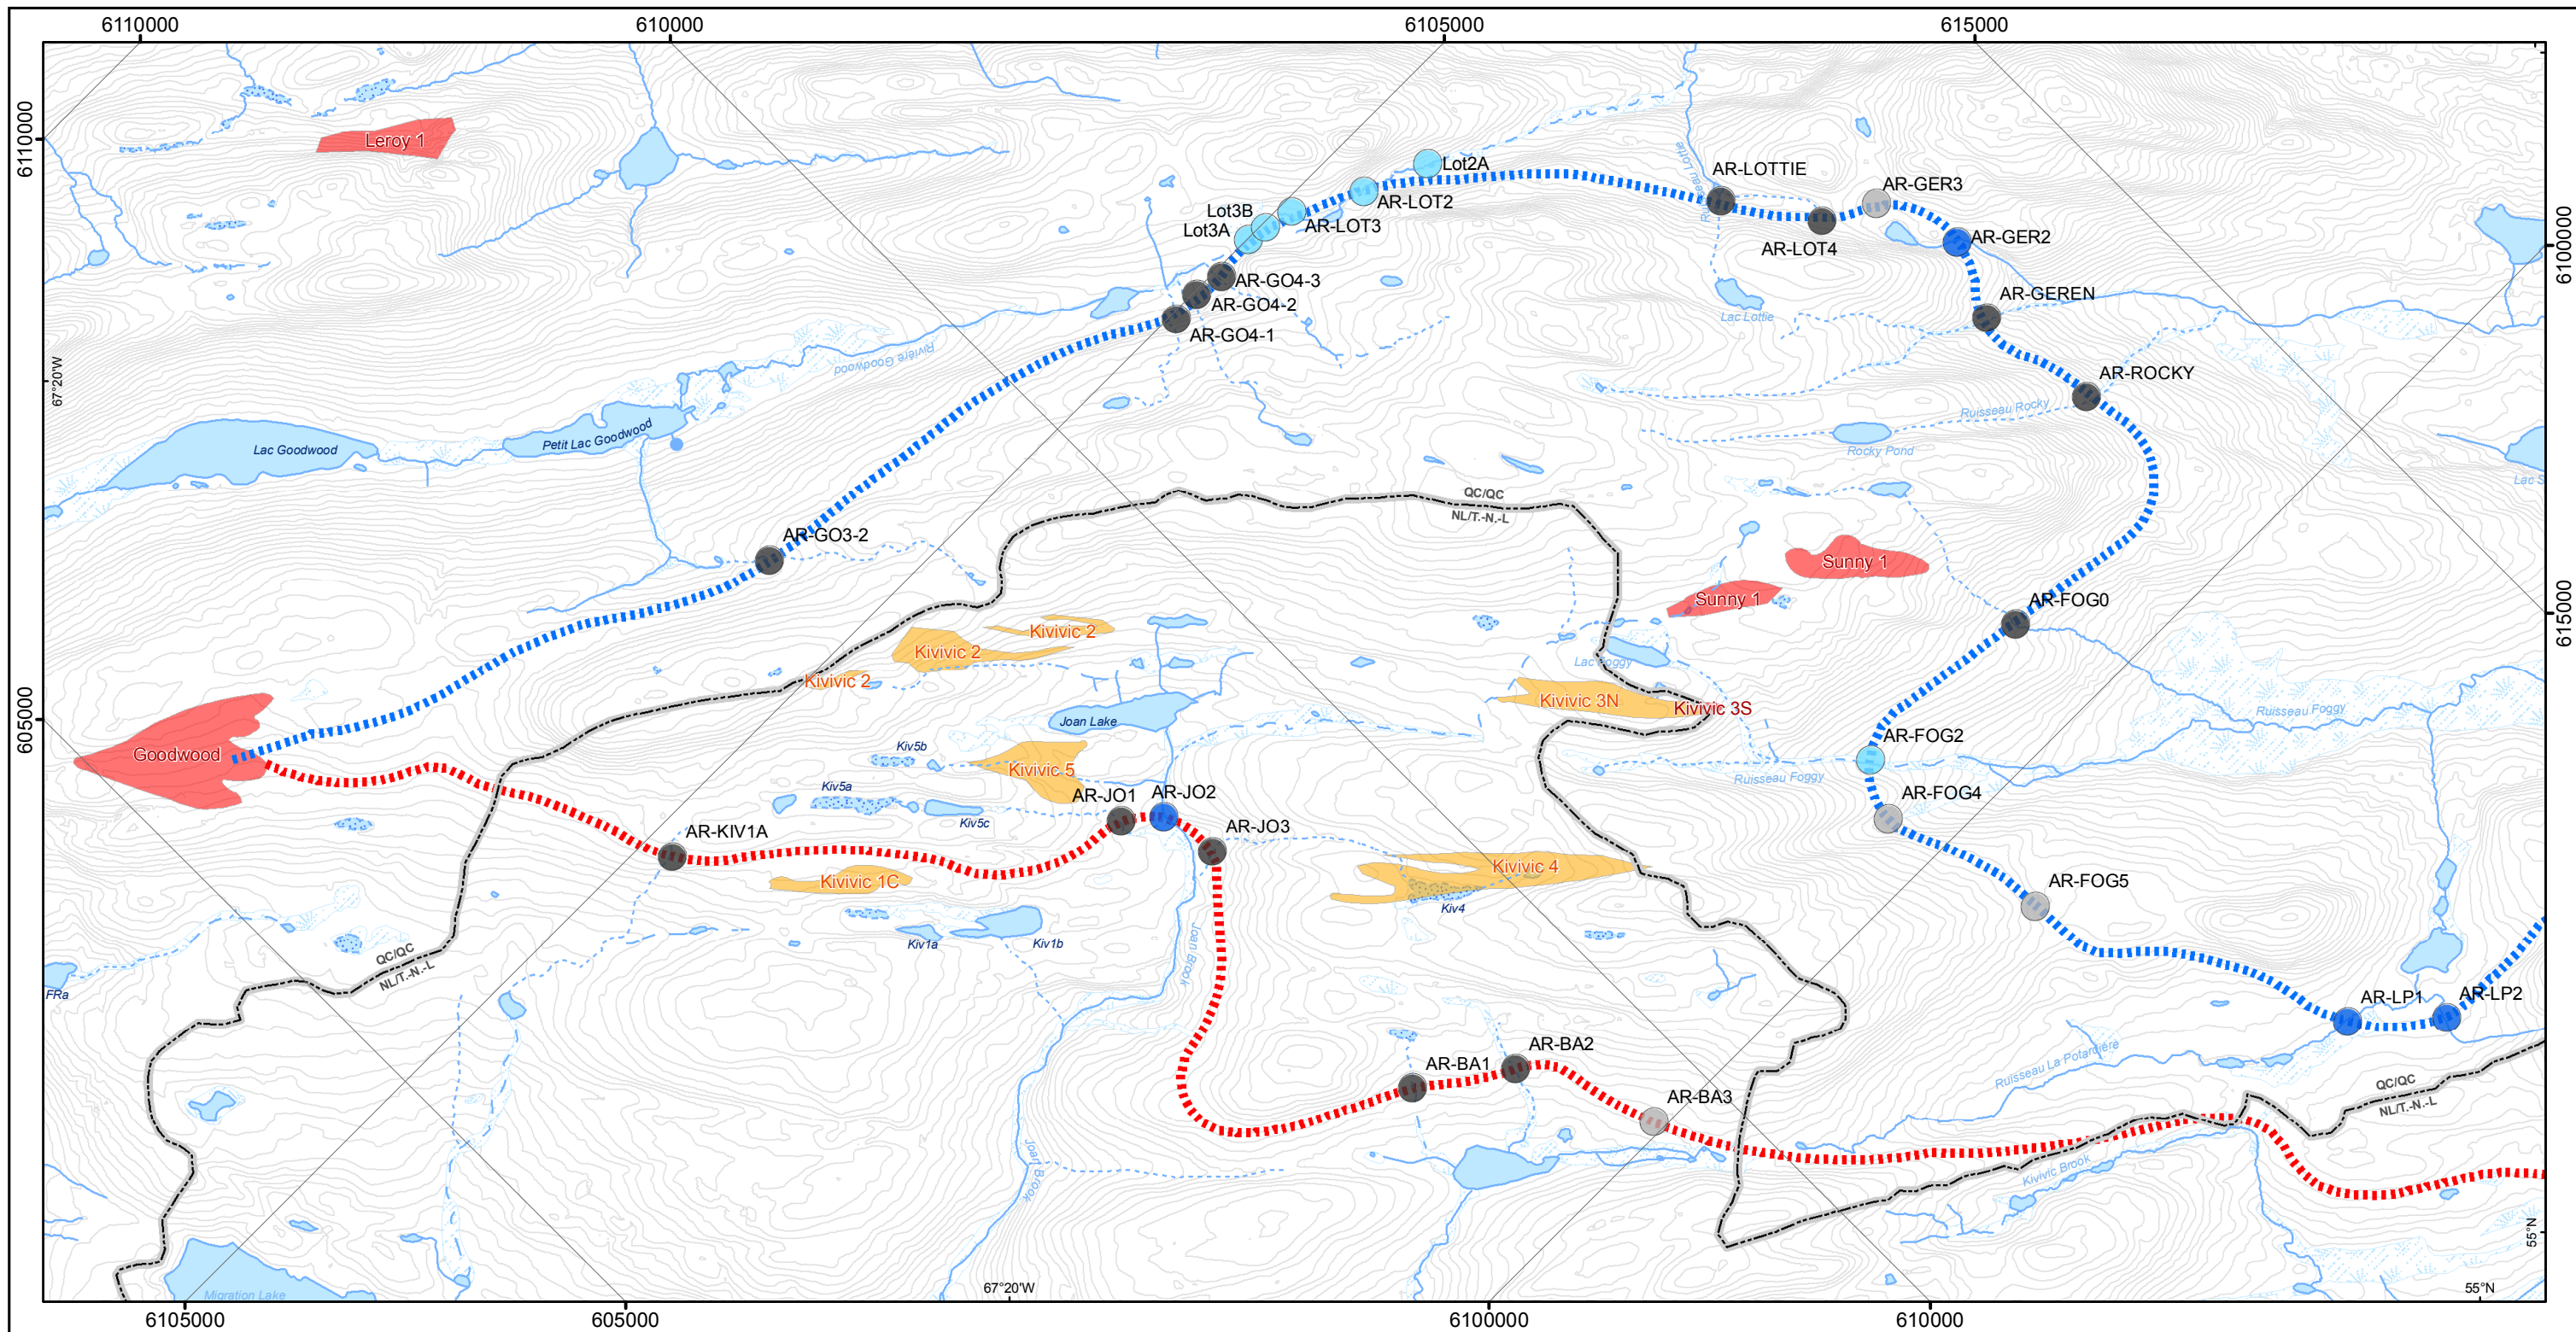 6110000
610000
6105000
615000
6110000
Leroy 1
Ruisseau Lottie
AR-LOTTIE
Lot2A
AR-GER3
AR-LOT2
Lot3B
AR-LOT3
Lot3A
AR-GER2
AR-LOT4
6100000
AR-GO4-3
AR-GO4-2
AR-GEREN
AR-GO4-1
Lac Lottie
Rivière Goodwood
67°20'W
AR-ROCKY
Ruisseau Rocky
Petit Lac Goodwood
Lac Goodwood
Rocky Pond
Lac S
QC/QC
NL/T.-N.-L
AR-GO3-2
Sunny 1
Sunny 1
AR-FOG0
615000
Kivivic 2
Kivivic 2
Lac Foggy
Kivivic 2
605000
Kivivic 3N
Kivivic 3S
Ruisseau Foggy
Joan Lake
AR-FOG2
Kiv5b
Goodwood
Kivivic 5
Ruisseau Foggy
Kiv5a
AR-JO1
AR-JO2
AR-FOG4
Kiv5c
AR-JO3
AR-KIV1A
Kivivic 4
Kivivic 1C
AR-FOG5
Kiv4
Kiv1a
Kiv1b
QC/QC
NL/T.-N.-L
Joan Brook
FRa
AR-LP1
AR-LP2
AR-BA2
AR-BA1
Ruisseau La Potardière
AR-BA3
QC/QC
NL/T.-N.-L
Joan Brook
Kivivic Brook
55°N
Migration Lake
67°20'W
55°N
6105000
605000
6100000
610000